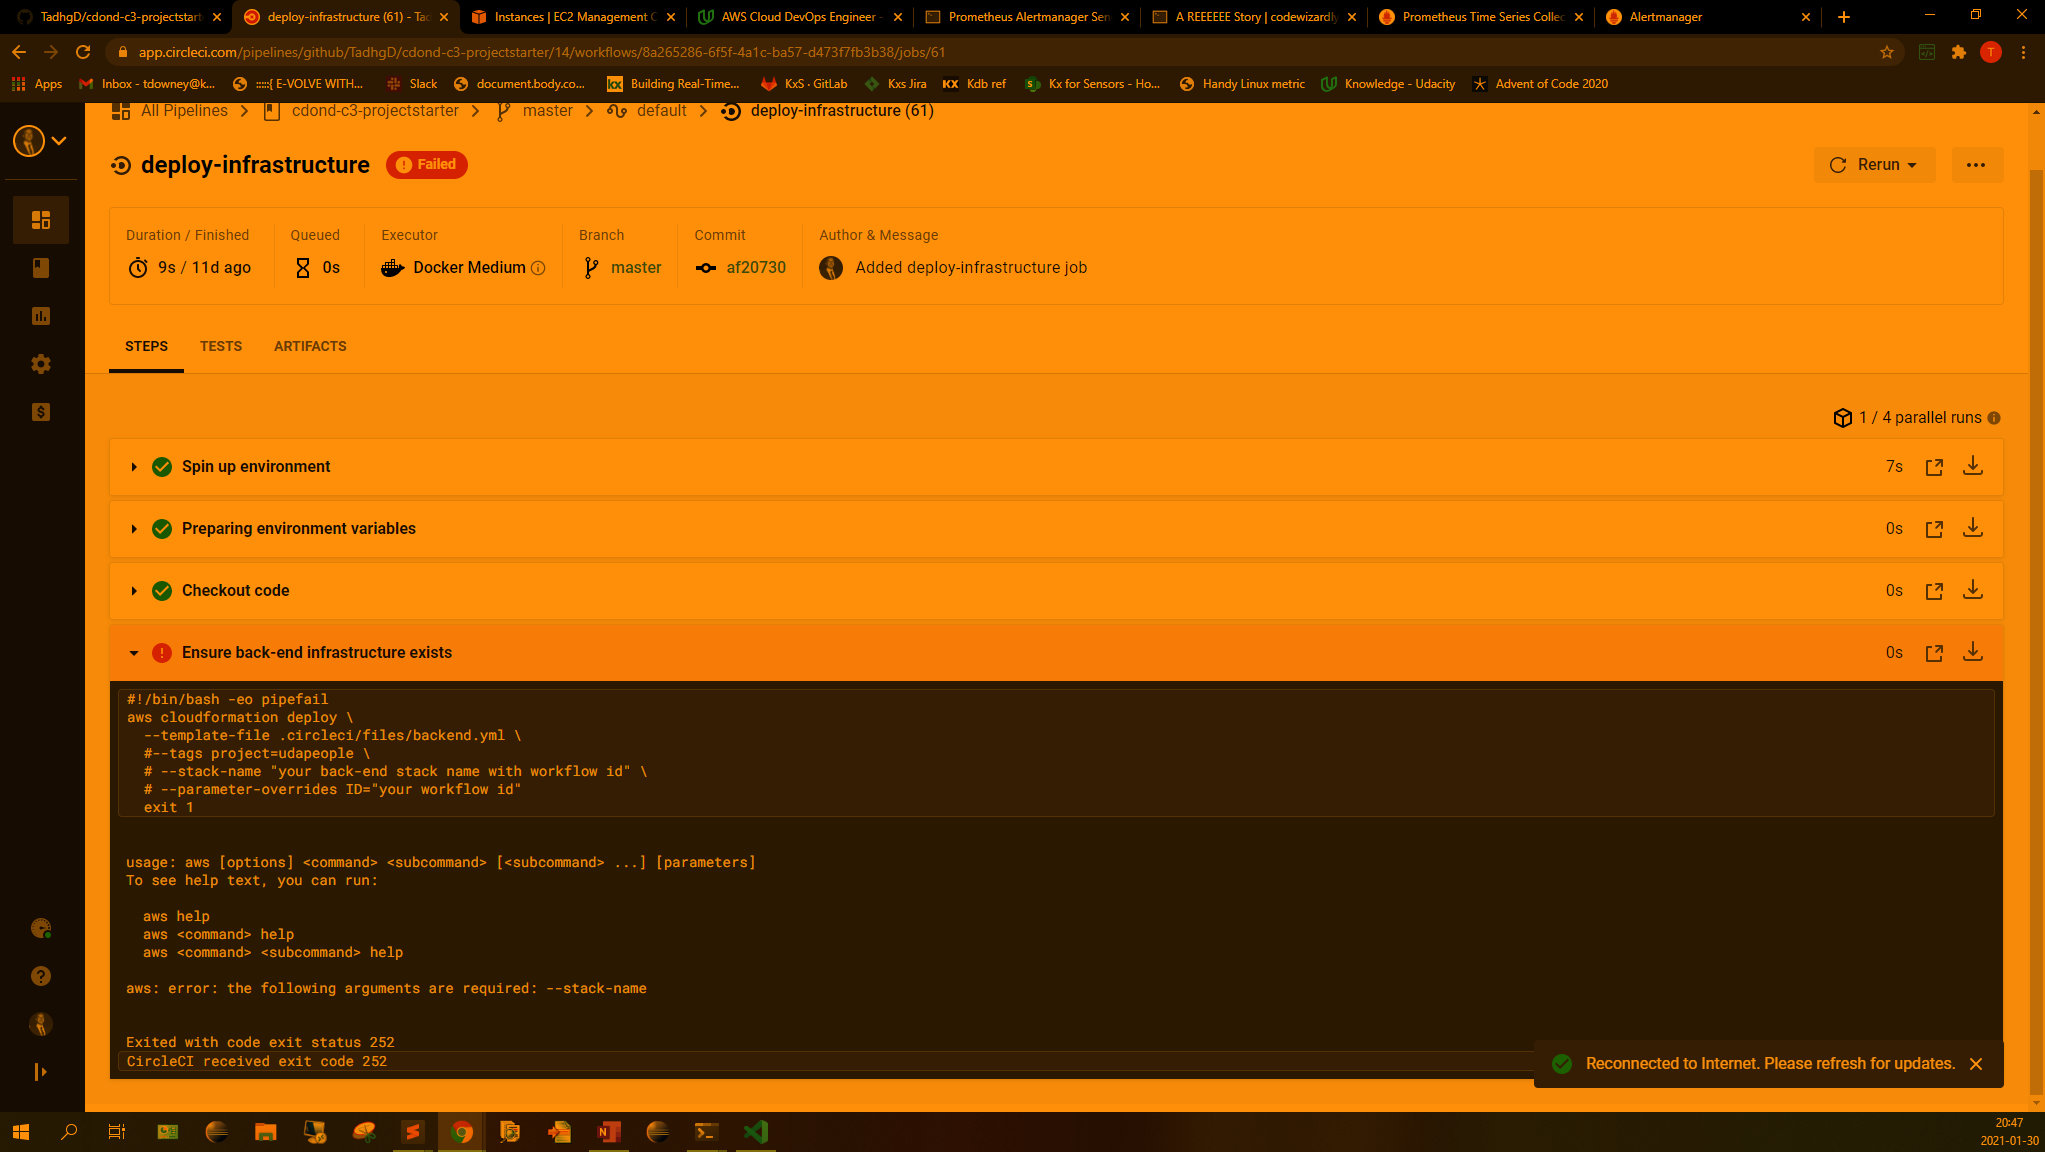 TadhgD/cdond-c3-projectstart
deploy-infrastructure (61) - Tad
Instances | EC2 Management C
AWS Cloud DevOps Engineer -
Prometheus Alertmanager Sen
A REEEEEE Story | codewizardly
Prometheus Time Series Collec
Alertmanager
app.circleci.com/pipelines/github/TadhgD/cdond-c3-projectstarter/14/workflows/8a265286-6f5f-4a1c-ba57-d473f7fb3b38/jobs/61
T
Apps
Inbox - tdowney@k...
:::::{ E-VOLVE WITH...
Slack
document.body.co...
Building Real-Time...
KxS · GitLab
Kxs Jira
KX Kdb ref
Kx for Sensors - Ho...
Handy Linux metric
Knowledge - Udacity
Advent of Code 2020
All Pipelines
cdond-c3-projectstarter
master
default
deploy-infrastructure (61)
deploy-infrastructure
Failed
Rerun
Duration / Finished
Queued
Executor
Branch
Commit
Author & Message
9s / 11d ago
0s
Docker Medium
master
af20730
Added deploy-infrastructure job
STEPS
TESTS
ARTIFACTS
1 / 4 parallel runs
Spin up environment
7s
Preparing environment variables
0s
Checkout code
0s
Ensure back-end infrastructure exists
0s
#!/bin/bash -eo pipefail
aws cloudformation deploy \
--template-file .circleci/files/backend.yml \
#--tags project=udapeople \
# --stack-name "your back-end stack name with workflow id" \
# --parameter-overrides ID="your workflow id"
exit 1
usage: aws [options] <command> <subcommand> [<subcommand> ...] [parameters]
To see help text, you can run:
aws help
aws <command> help
aws <command> <subcommand> help
aws: error: the following arguments are required: --stack-name
Exited with code exit status 252
CircleCI received exit code 252
Reconnected to Internet. Please refresh for updates.
20:47
2021-01-30